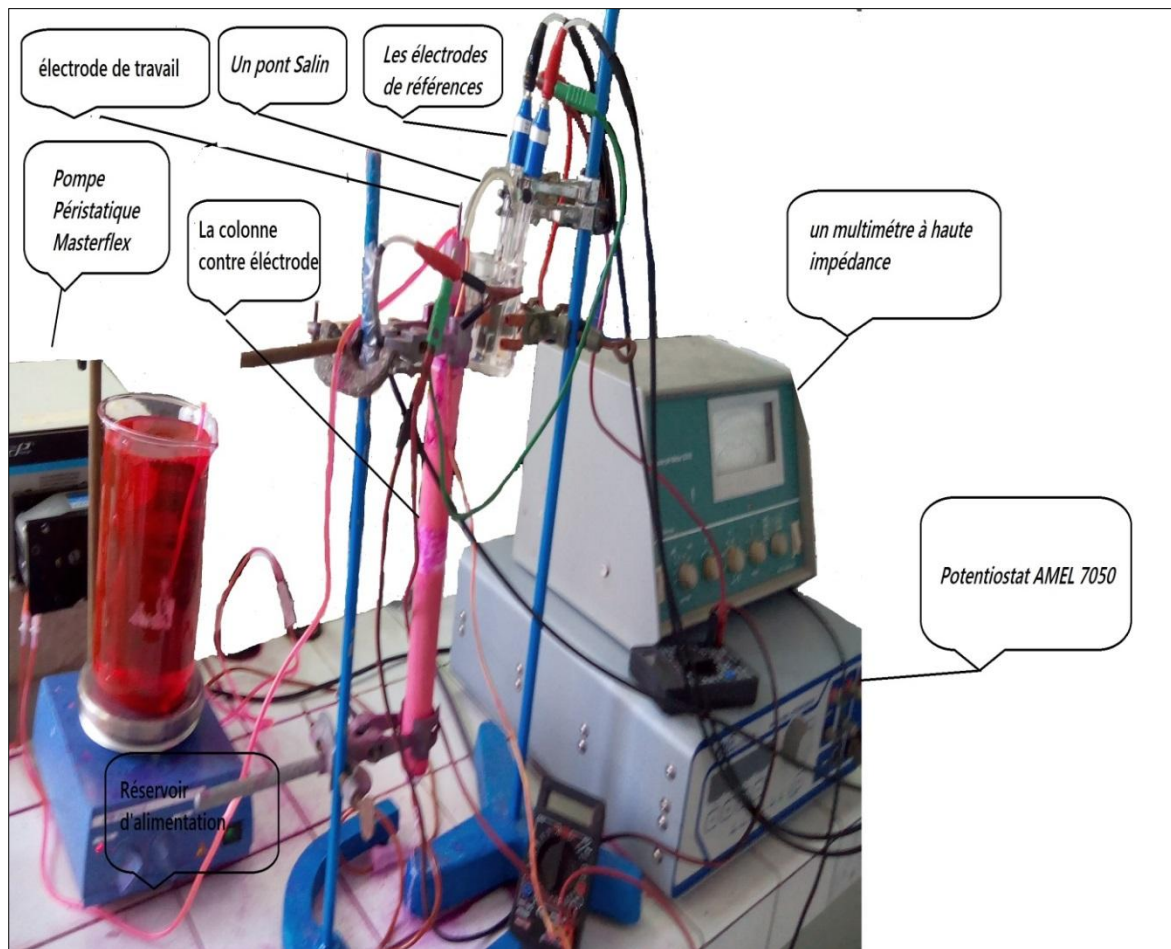 électrode de travail
Un pont Salin
Les électrodes
de référénces
Pompe
Péristatique
Masterflex
La colonne
contre éléctrode
un multimétre à haute
impédance
Potentiostat AMEL 7050
Réservoir
d'alimentation